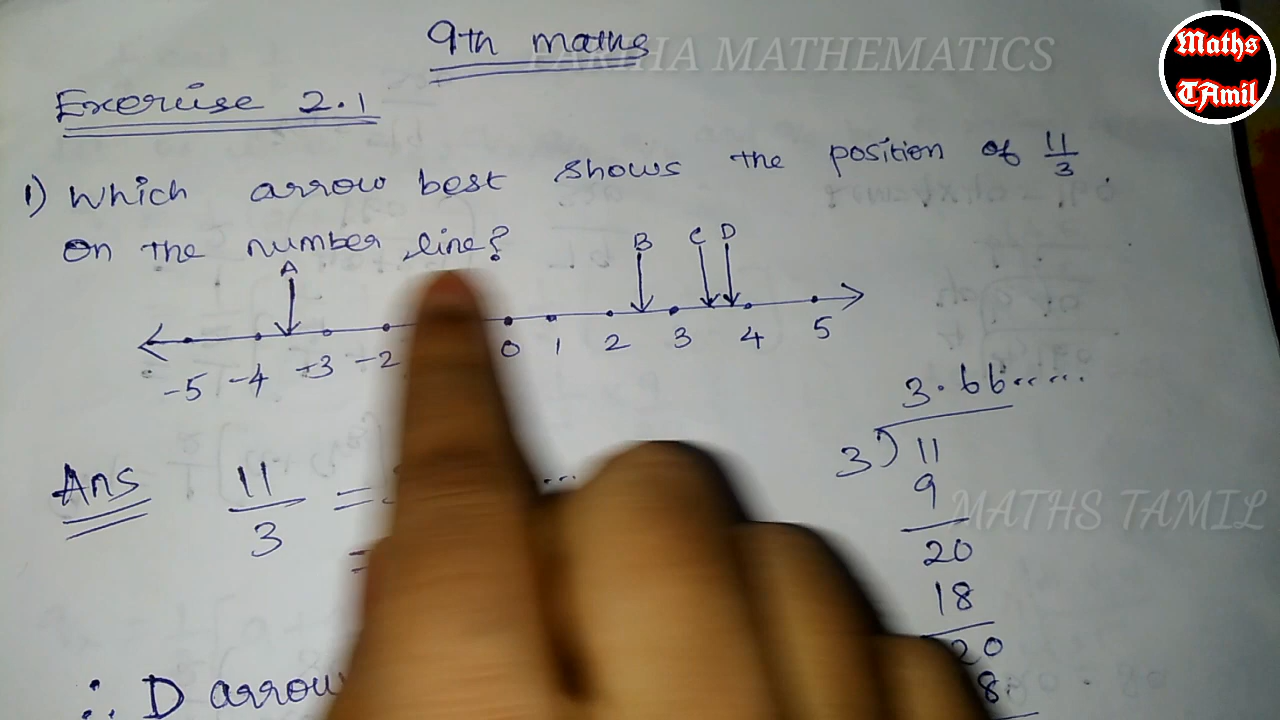 9th maths
FARHA MATHEMATICS
Maths
TAmil
Exercise 2.1
1) Which arrow best shows the position of 11/3.
on the number line?
A B C D
-5 -4 -3 -2 0 1 2 3 4 5
3.66.....
3) 11
9
20
18
20
8
Ans 11/3 =
=
MATHS TAMIL
∴ D arrow